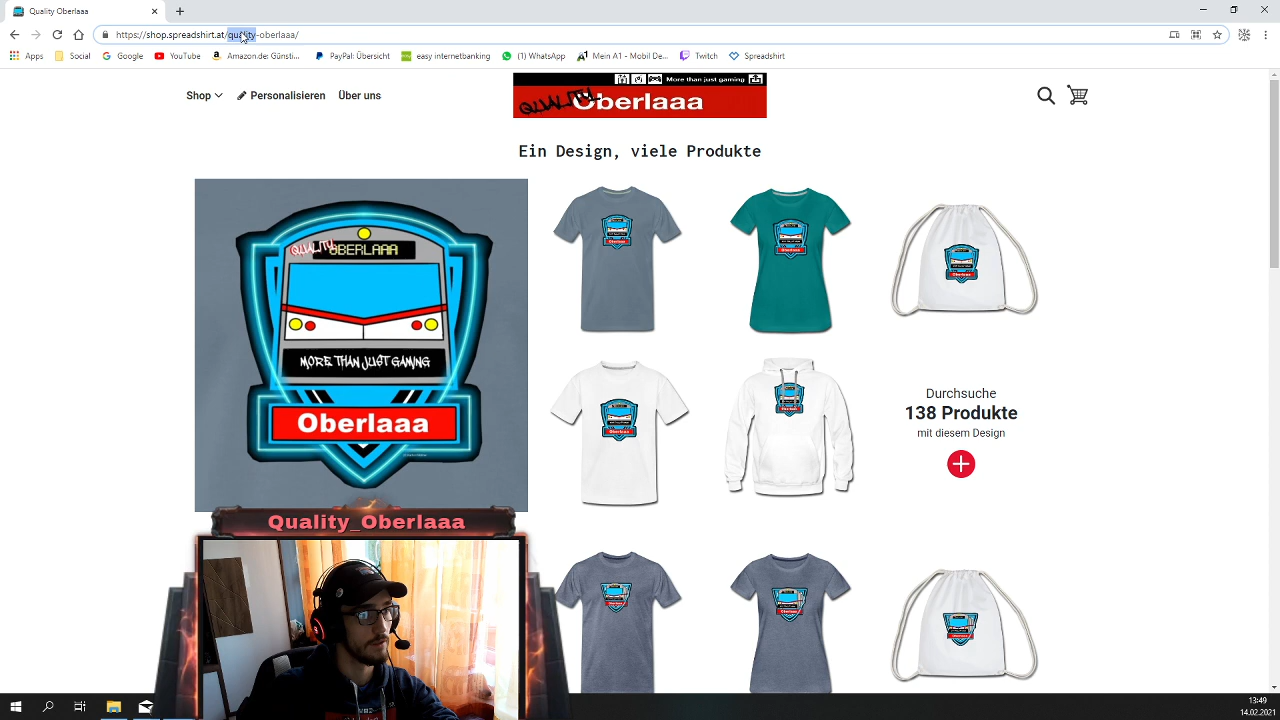 Quality Oberlaaa
https://shop.spreadshirt.at/quality-oberlaaa/
Apps Social Google YouTube Amazon.de: Günsti... PayPal: Übersicht easy internetbanking (1) WhatsApp Mein A1 - Mobil De... Twitch Spreadshirt
More than just gaming
QUALITY Oberlaaa
Shop Personalisieren Über uns
Ein Design, viele Produkte
QUALITY OBERLAAA
MORE THAN JUST GAMING
Oberlaaa
Durchsuche
138 Produkte
mit diesem Design
Quality_Oberlaaa
13:49
14.02.2021